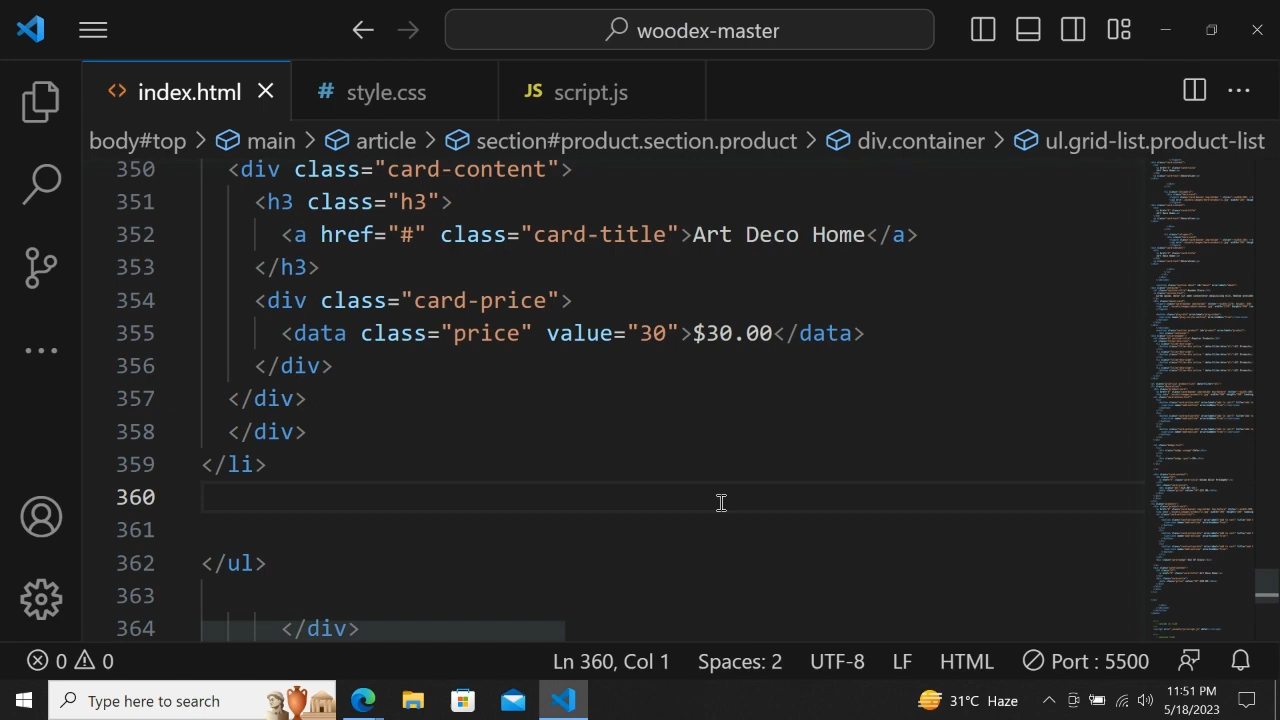 woodex-master
<> index.html
# style.css
JS script.js
body#top > main > article > section#product.section.product > div.container > ul.grid-list.product-list
350 <div class="card-content">
351 <h3 class="h3">
352 <a href="#" class="card-title">Art Deco Home</a>
353 </h3>
354 <div class="card-price">
355 <data class="price" value="30">$30.00</data>
356 </div>
357 </div>
358 </div>
359 </li>
360
361
362 </ul>
363
364 </div>
0 0
Ln 360, Col 1
Spaces: 2
UTF-8
LF
HTML
Port : 5500
Type here to search
31°C Haze
11:51 PM
5/18/2023